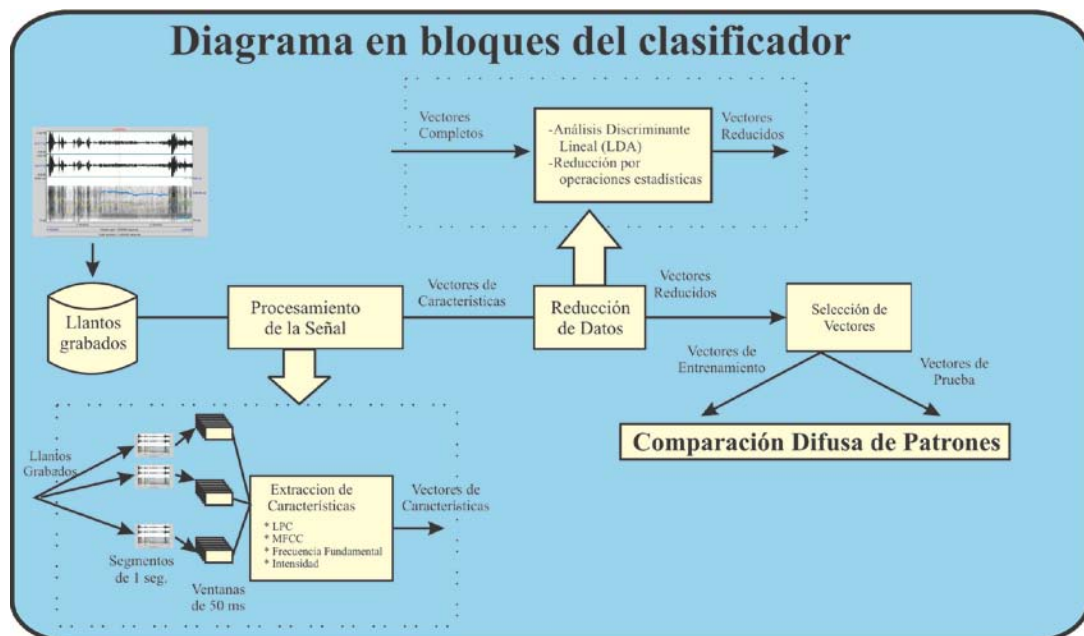 Diagrama en bloques del clasificador
Vectores
Completos
-Análisis Discriminante
Lineal (LDA)
-Reducción por
operaciones estadísticas
Vectores
Reducidos
Llantos
grabados
Procesamiento
de la Señal
Vectores de
Caracteristicas
Reducción
de Datos
Vectores
Reducidos
Selección de
Vectores
Vectores de
Entrenamiento
Vectores de
Prueba
Comparación Difusa de Patrones
Llantos
Grabados
Segmentos
de 1 seg.
Ventanas
de 50 ms
Extraccion de
Características
* LPC
* MFCC
* Frecuencia Fundamental
* Intensidad
Vectores de
Características